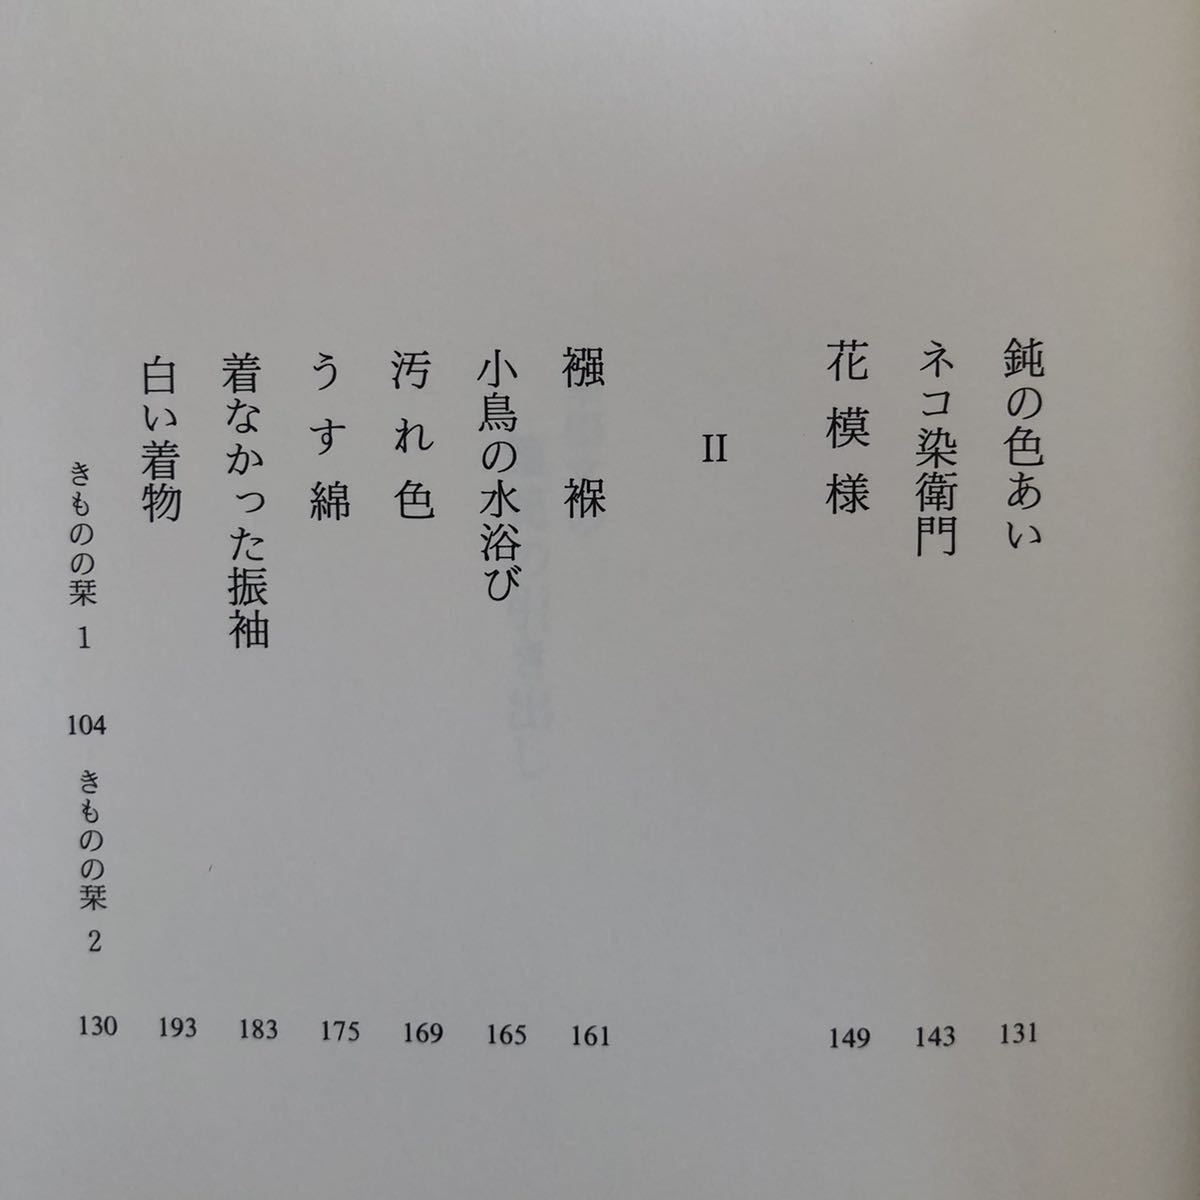 鈍の色あい 131
ネコ染衛門 143
花模様 149
II
襁褓 161
小鳥の水浴び 165
汚れ色 169
うす綿 175
着なかった振袖 183
白い着物 193
きものの栞 1 104 きものの栞 2 130